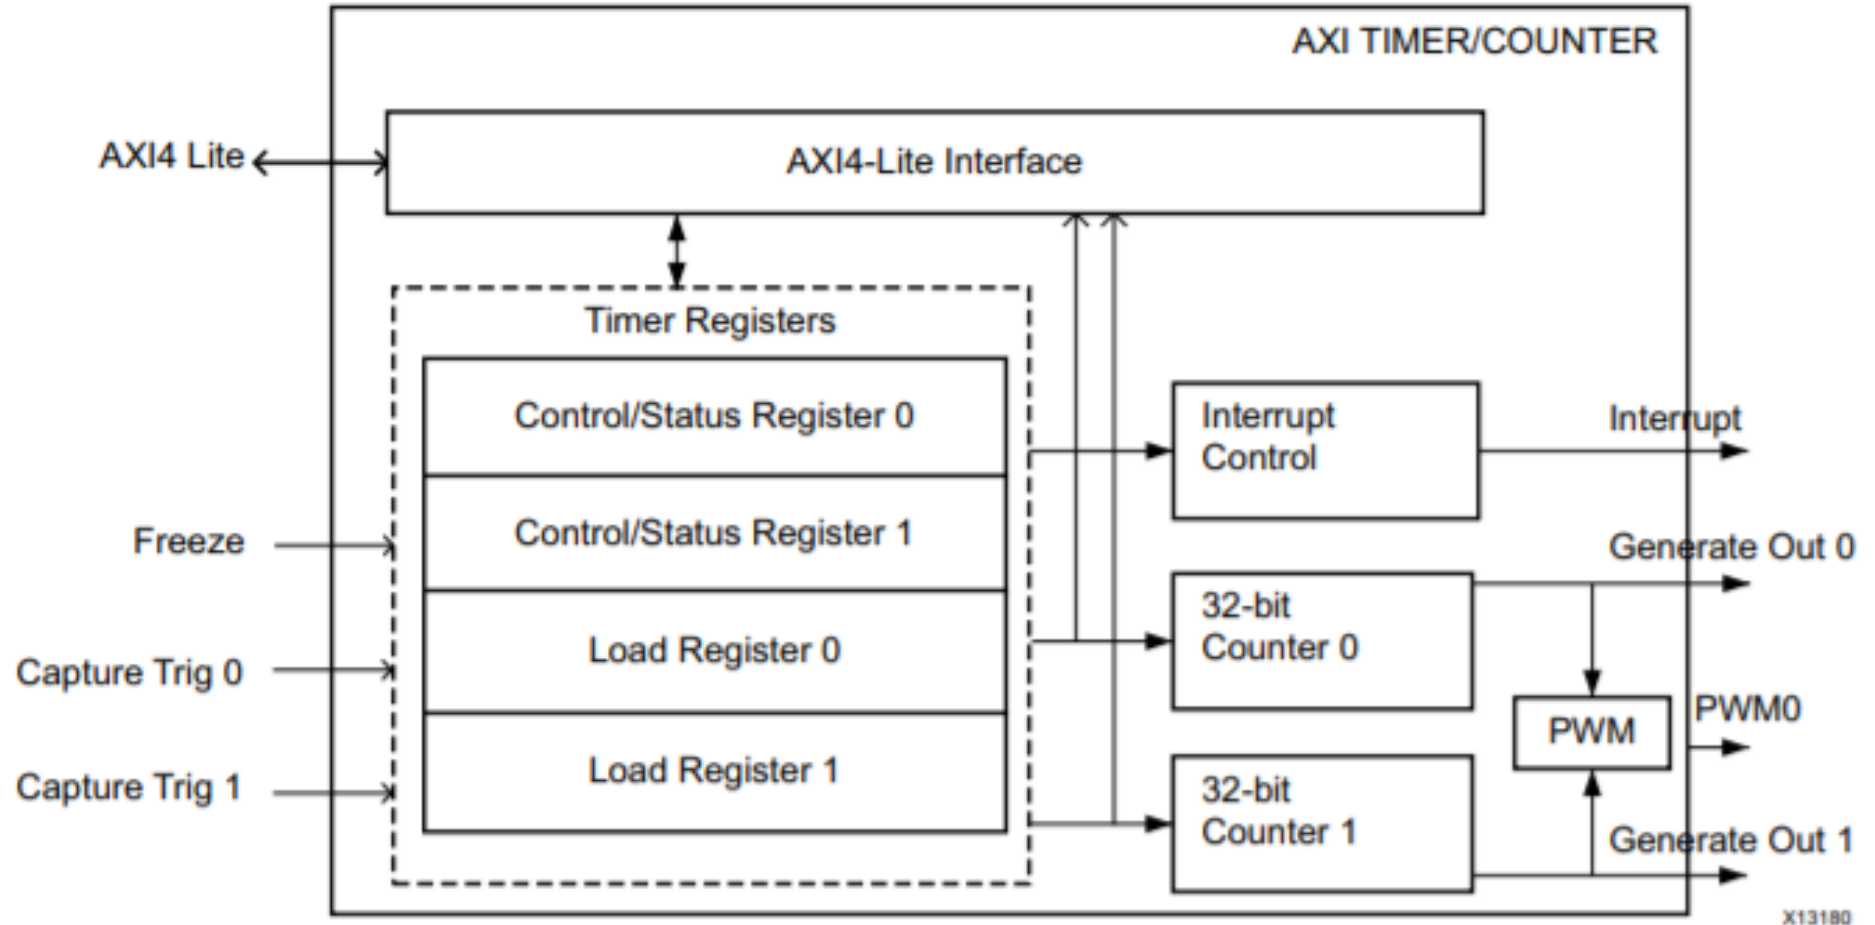 AXI TIMER/COUNTER
AXI4 Lite
AXI4-Lite Interface
Timer Registers
Control/Status Register 0
Control/Status Register 1
Load Register 0
Load Register 1
Freeze
Capture Trig 0
Capture Trig 1
Interrupt
Control
32-bit
Counter 0
32-bit
Counter 1
PWM
Interrupt
Generate Out 0
PWM0
Generate Out 1
X13180